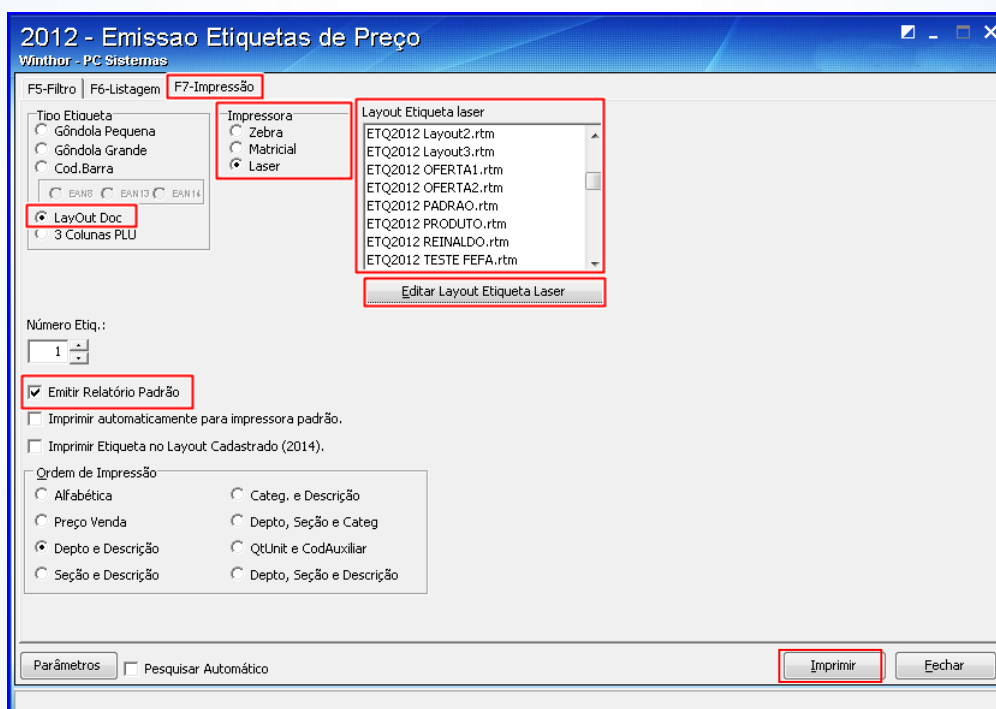 2012 - Emissao Etiquetas de Preço
Winthor - PC Sistemas
F5-Filtro F6-Listagem F7-Impressão
Tipo Etiqueta
Gôndola Pequena
Gôndola Grande
Cod.Barra
EAN8 EAN13 EAN14
LayOut Doc
3 Colunas PLU
Impressora
Zebra
Matricial
Laser
Layout Etiqueta laser
ETQ2012 Layout2.rtm
ETQ2012 Layout3.rtm
ETQ2012 OFERTA1.rtm
ETQ2012 OFERTA2.rtm
ETQ2012 PADRAO.rtm
ETQ2012 PRODUTO.rtm
ETQ2012 REINALDO.rtm
ETQ2012 TESTE FEFA.rtm
Editar Layout Etiqueta Laser
Número Etiq.:
1
Emitir Relatório Padrão
Imprimir automaticamente para impressora padrão.
Imprimir Etiqueta no Layout Cadastrado (2014).
Ordem de Impressão
Alfabética
Preço Venda
Depto e Descrição
Seção e Descrição
Categ. e Descrição
Depto, Seção e Categ
QtUnit e CodAuxiliar
Depto, Seção e Descrição
Parâmetros
Pesquisar Automático
Imprimir
Fechar